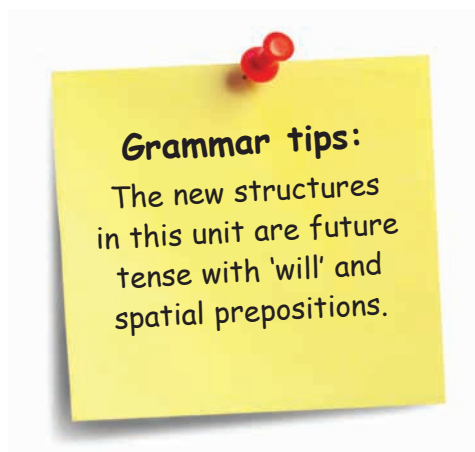 Grammar tips:
The new structures
in this unit are future
tense with ‘will’ and
spatial prepositions.